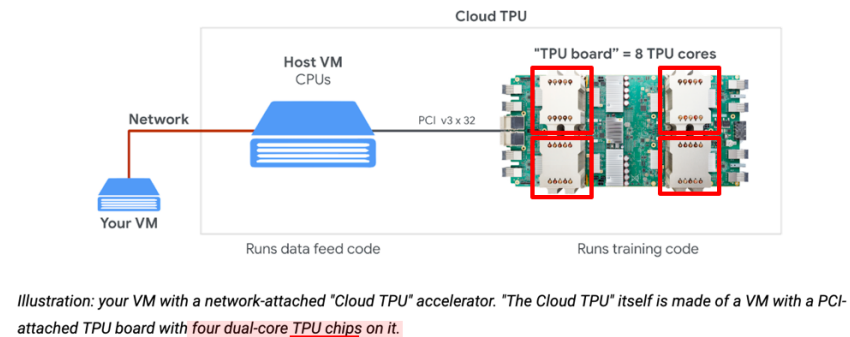 Cloud TPU
"TPU board” = 8 TPU cores
Host VM
CPUs
Network
PCI v3 x 32
Your VM
Runs data feed code
Runs training code
Illustration: your VM with a network-attached "Cloud TPU" accelerator. "The Cloud TPU" itself is made of a VM with a PCI-
attached TPU board with four dual-core TPU chips on it.